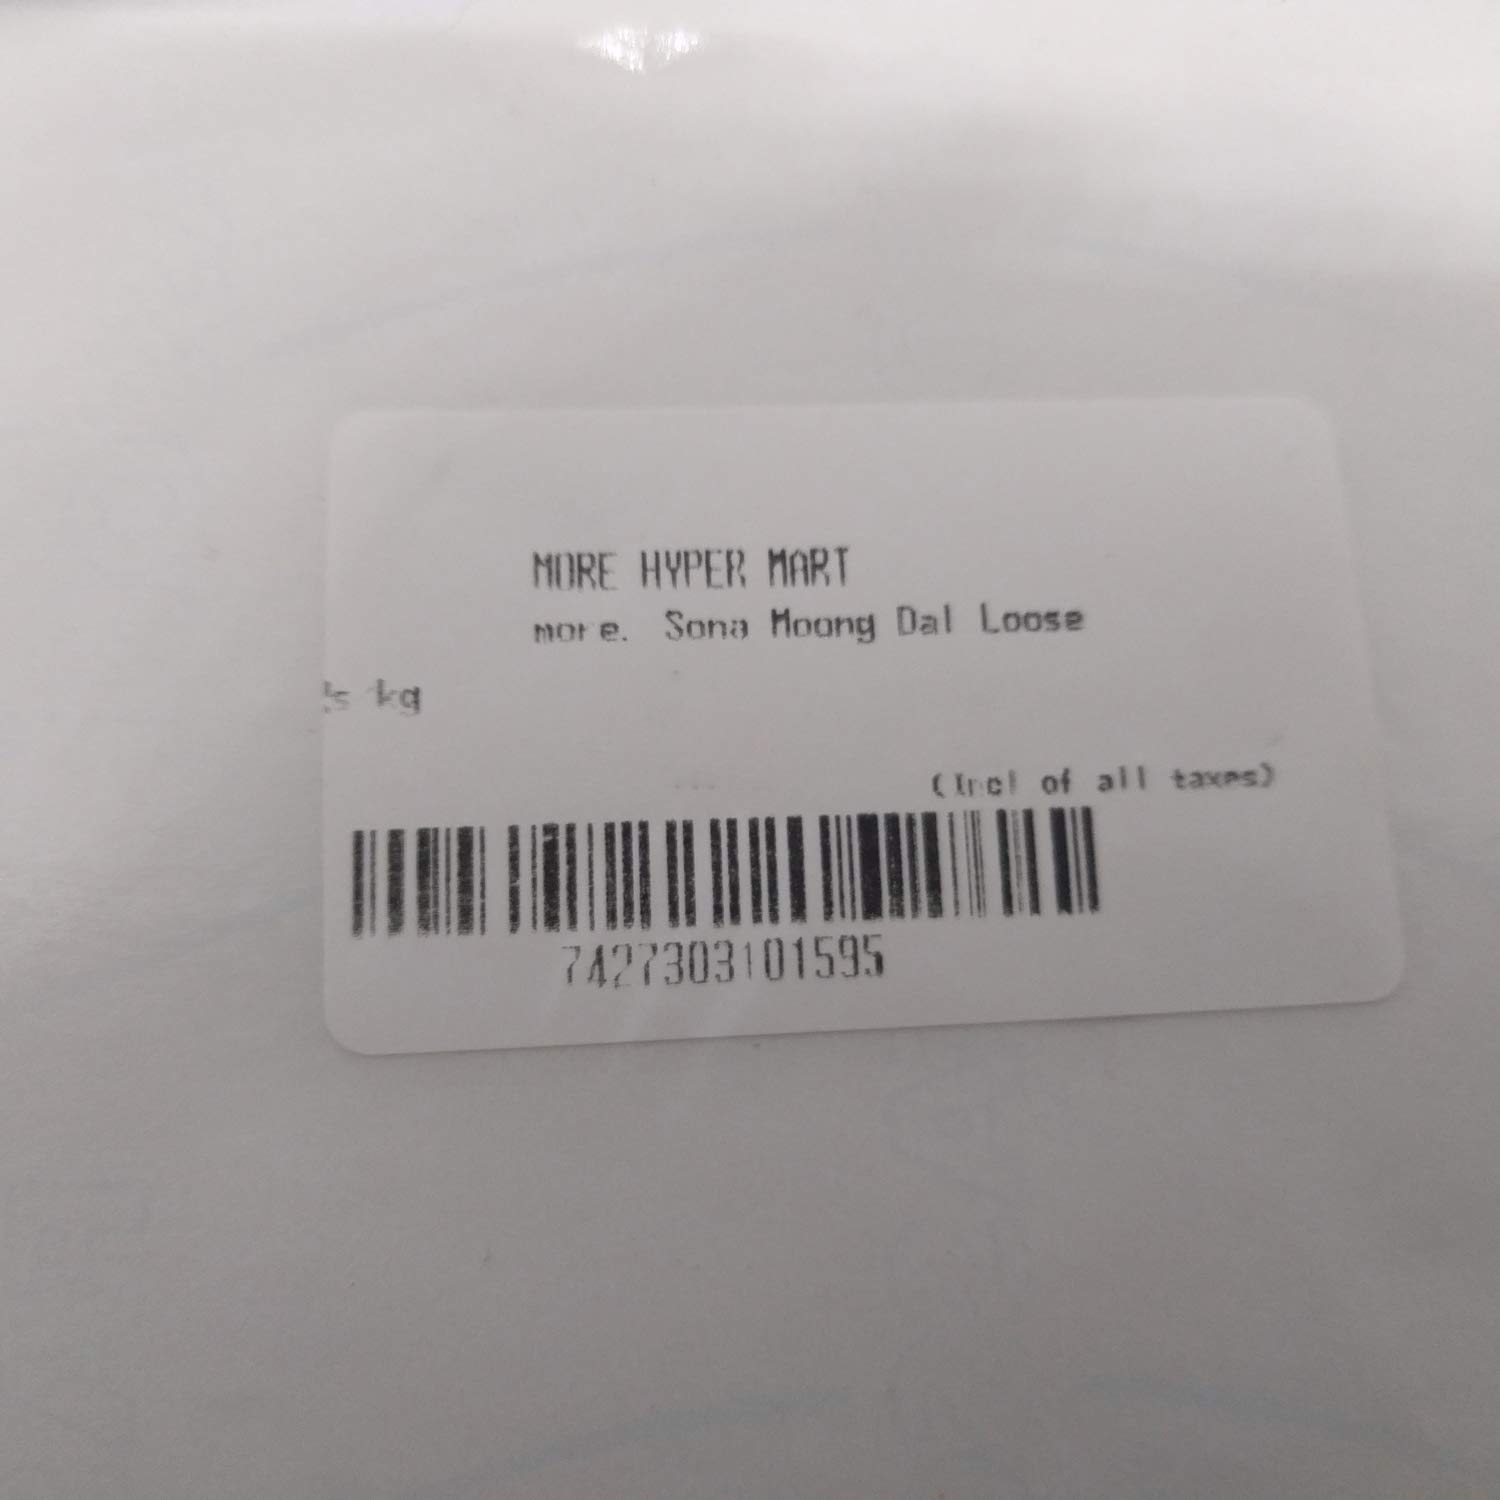 MORE HYPER MART
more. Sona Moong Dal Loose
kg
(Incl of all taxes)
7427303101595